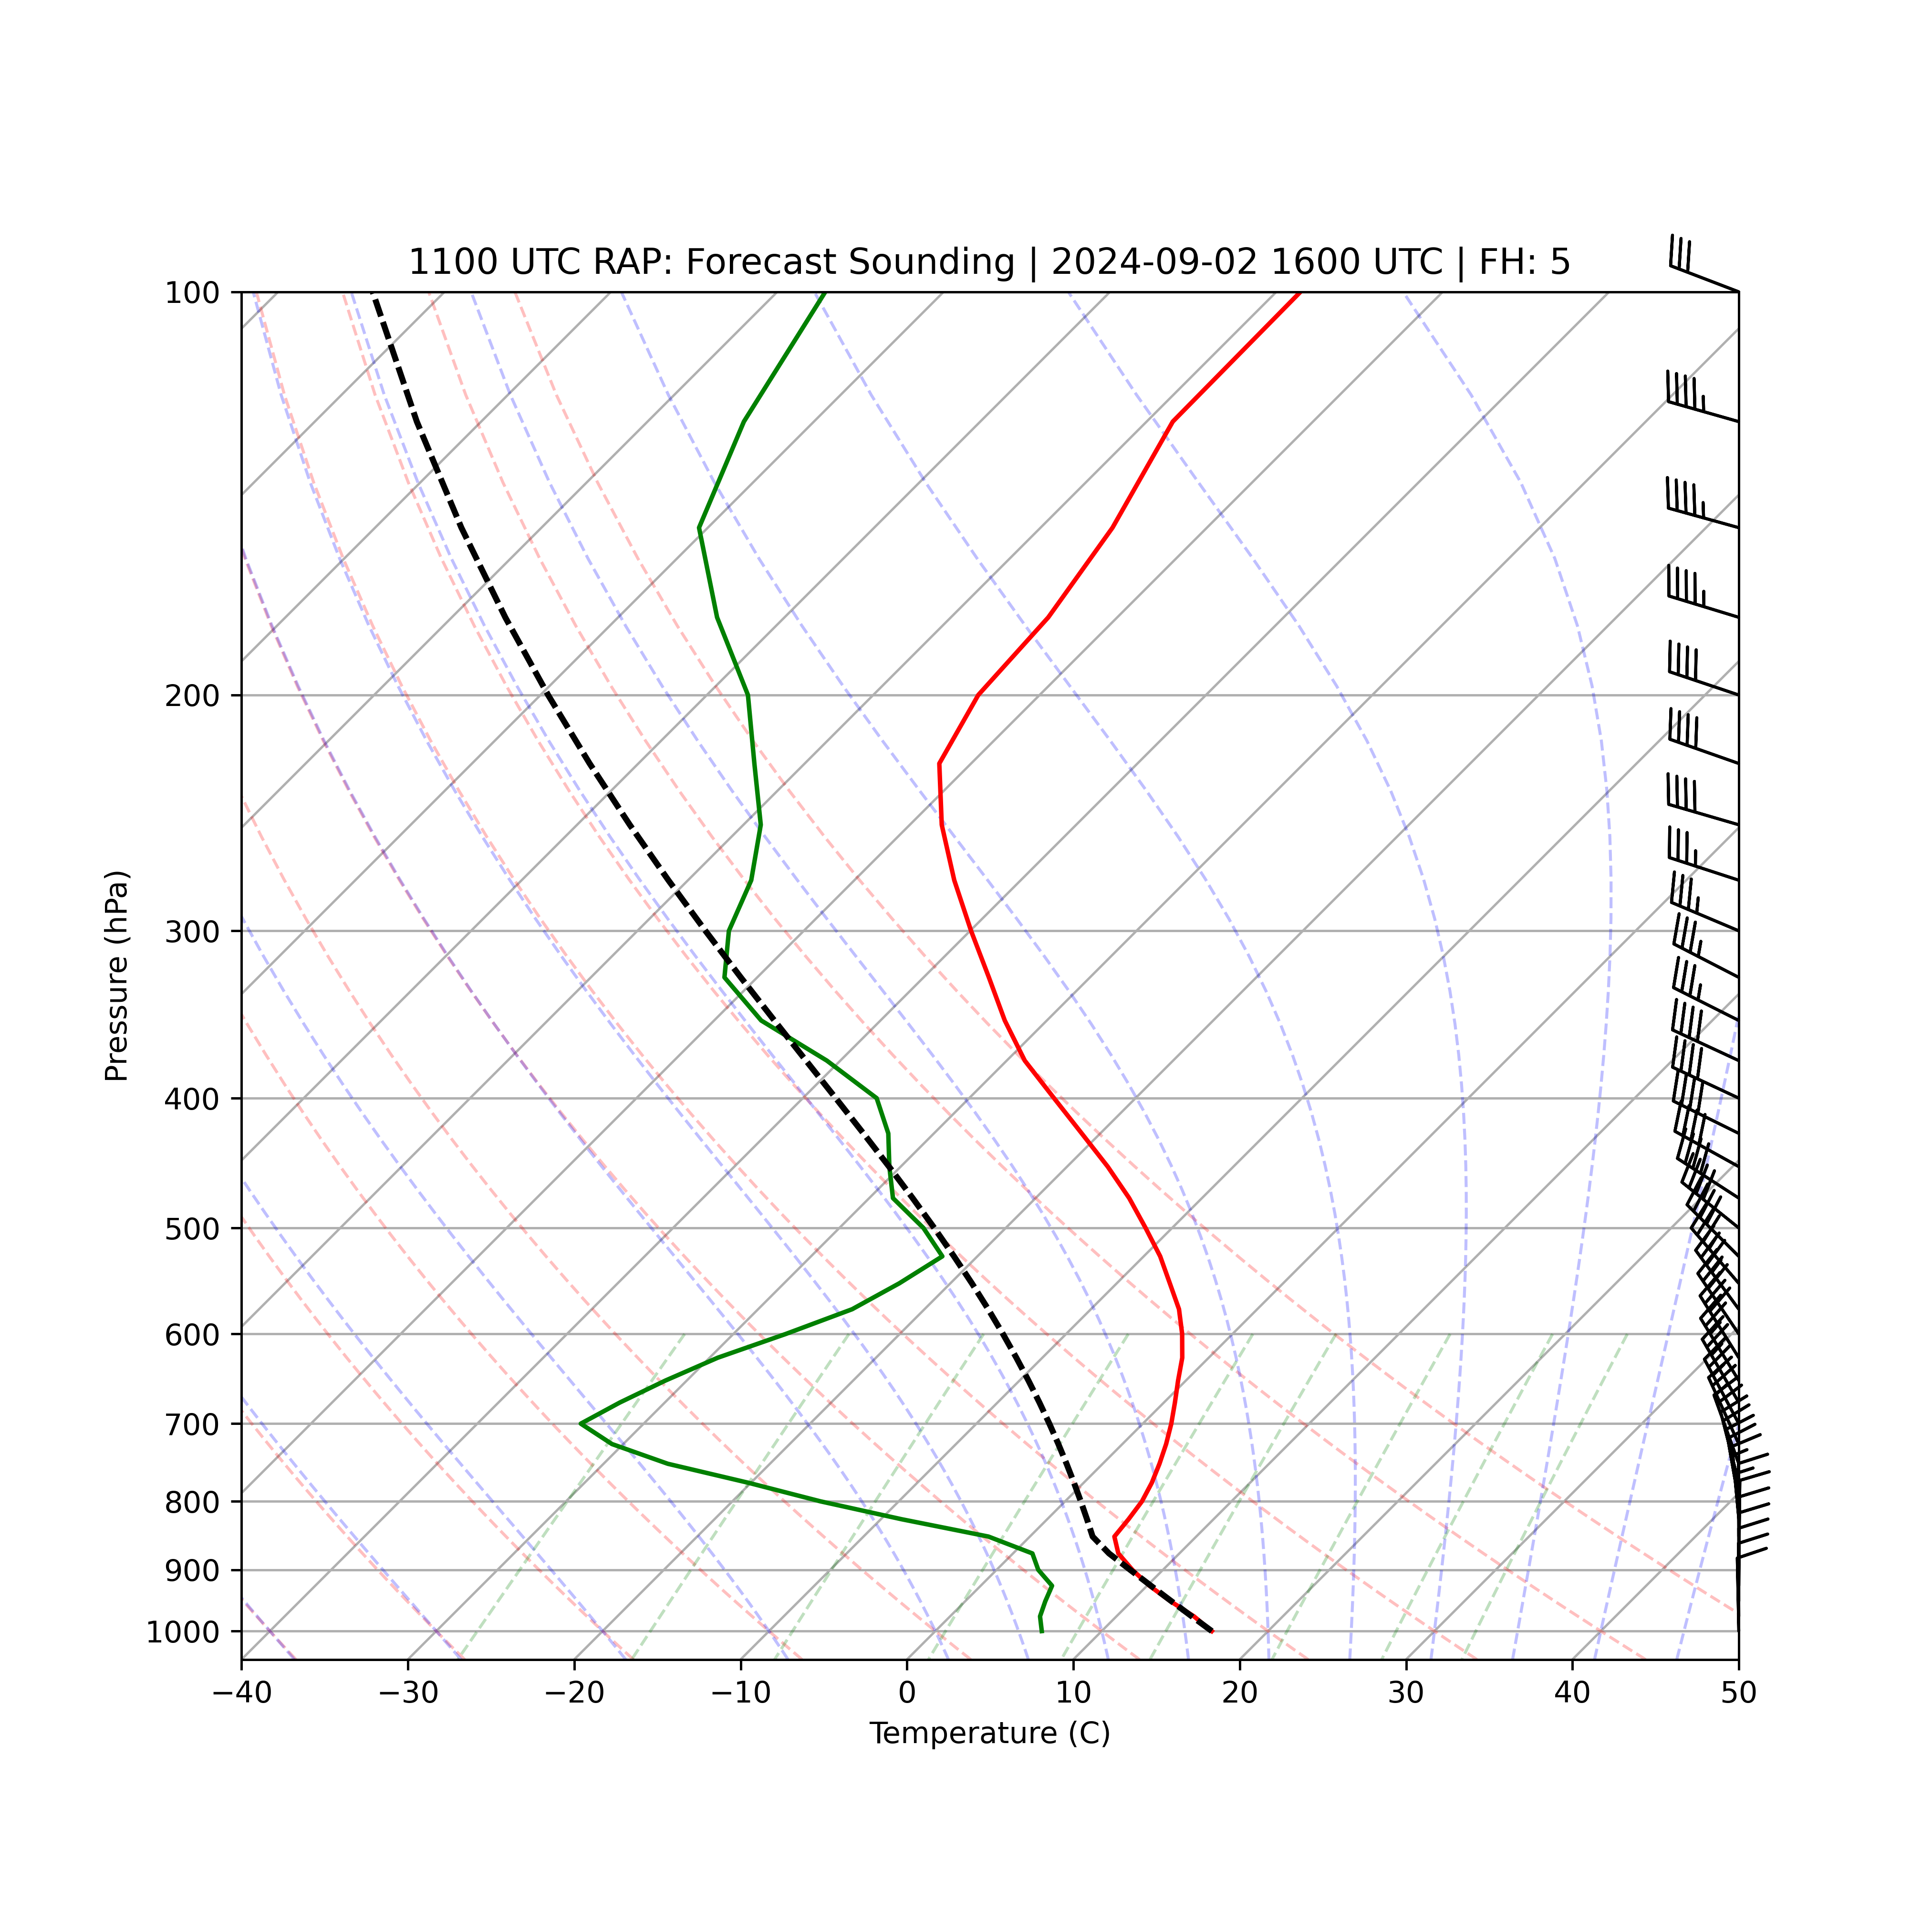 1100 UTC RAP: Forecast Sounding | 2024-09-02 1600 UTC | FH: 5
100
200
300
400
500
600
700
800
900
1000
Pressure (hPa)
−40 −30 −20 −10 0 10 20 30 40 50
Temperature (C)